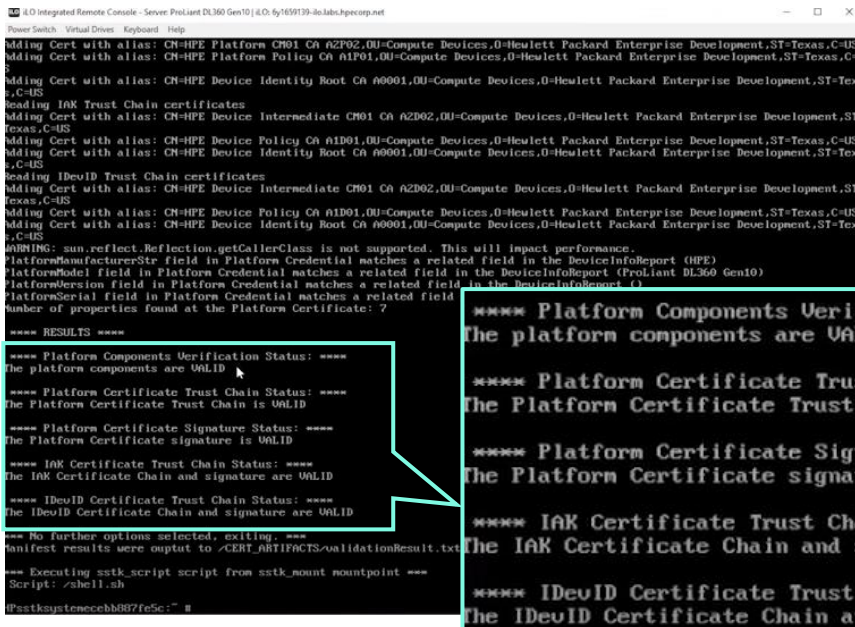 iLO Integrated Remote Console - Server: ProLiant DL360 Gen10 | iLO: 6y1659139-ilo.labs.hpecorp.net
Power Switch Virtual Drives Keyboard Help
Adding Cert with alias: CN=HPE Platform CM01 CA A2P02,OU=Compute Devices,O=Hewlett Packard Enterprise Development,ST=Texas,C=US
Adding Cert with alias: CN=HPE Platform Policy CA A1P01,OU=Compute Devices,O=Hewlett Packard Enterprise Development,ST=Texas,C=
S
Adding Cert with alias: CN=HPE Device Identity Root CA A0001,OU=Compute Devices,O=Hewlett Packard Enterprise Development,ST=Texa
s,C=US
Reading IAK Trust Chain certificates
Adding Cert with alias: CN=HPE Device Intermediate CM01 CA A2D02,OU=Compute Devices,O=Hewlett Packard Enterprise Development,ST
Texas,C=US
Adding Cert with alias: CN=HPE Device Policy CA A1D01,OU=Compute Devices,O=Hewlett Packard Enterprise Development,ST=Texas,C=US
Adding Cert with alias: CN=HPE Device Identity Root CA A0001,OU=Compute Devices,O=Hewlett Packard Enterprise Development,ST=Tex
s,C=US
Reading IDevID Trust Chain certificates
Adding Cert with alias: CN=HPE Device Intermediate CM01 CA A2D02,OU=Compute Devices,O=Hewlett Packard Enterprise Development,ST
Texas,C=US
Adding Cert with alias: CN=HPE Device Policy CA A1D01,OU=Compute Devices,O=Hewlett Packard Enterprise Development,ST=Texas,C=US
Adding Cert with alias: CN=HPE Device Identity Root CA A0001,OU=Compute Devices,O=Hewlett Packard Enterprise Development,ST=Tex
s,C=US
WARNING: sun.reflect.Reflection.getCallerClass is not supported. This will impact performance.
PlatformManufacturerStr field in Platform Credential matches a related field in the DeviceInfoReport (HPE)
PlatformModel field in Platform Credential matches a related field in the DeviceInfoReport (ProLiant DL360 Gen10)
PlatformVersion field in Platform Credential matches a related field in the DeviceInfoReport ()
PlatformSerial field in Platform Credential matches a related field
Number of properties found at the Platform Certificate: 7
**** RESULTS ****
**** Platform Components Verification Status: ****
The platform components are VALID
**** Platform Certificate Trust Chain Status: ****
The Platform Certificate Trust Chain is VALID
**** Platform Certificate Signature Status: ****
The Platform Certificate signature is VALID
**** IAK Certificate Trust Chain Status: ****
The IAK Certificate Chain and signature are VALID
**** IDevID Certificate Trust Chain Status: ****
The IDevID Certificate Chain and signature are VALID
*** No further options selected, exiting. ***
Manifest results were ouptut to /CERT_ARTIFACTS/validationResult.txt
*** Executing sstk_script script from sstk_mount mountpoint ***
Script: /shell.sh
HPsstksystemecebb887fe5c:~ #
**** Platform Components Veri
The platform components are VA
**** Platform Certificate Tru
The Platform Certificate Trust
**** Platform Certificate Sig
The Platform Certificate signa
**** IAK Certificate Trust Ch
The IAK Certificate Chain and
**** IDevID Certificate Trust
The IDevID Certificate Chain a